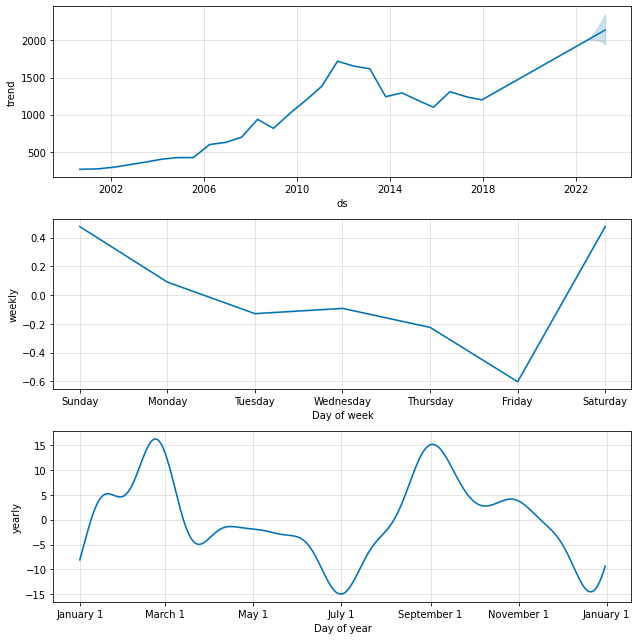 2000
1500
1000
500
trend
2002 2006 2010 2014 2018 2022
ds
0.4
0.2
0.0
−0.2
−0.4
−0.6
weekly
Sunday Monday Tuesday Wednesday Thursday Friday Saturday
Day of week
15
10
5
0
−5
−10
−15
yearly
January 1 March 1 May 1 July 1 September 1 November 1 January 1
Day of year